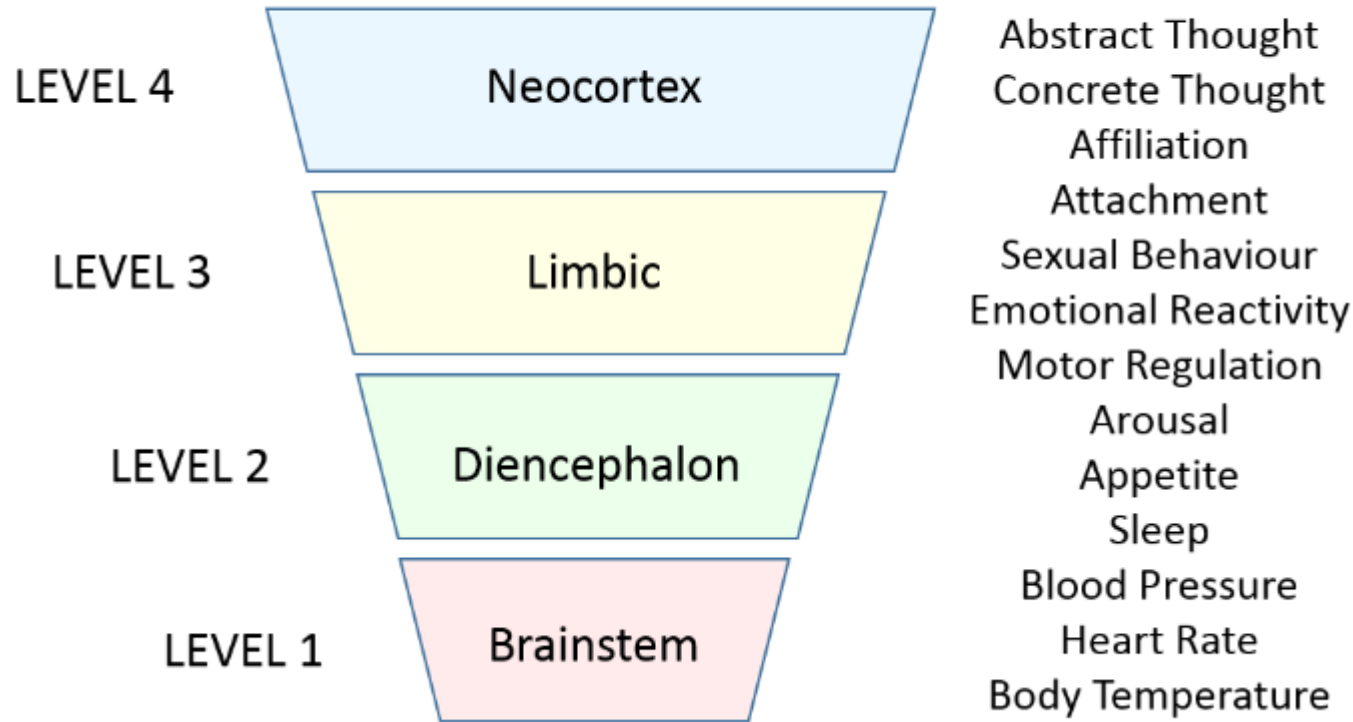 LEVEL 4
Neocortex
LEVEL 3
Limbic
LEVEL 2
Diencephalon
LEVEL 1
Brainstem
Abstract Thought
Concrete Thought
Affiliation
Attachment
Sexual Behaviour
Emotional Reactivity
Motor Regulation
Arousal
Appetite
Sleep
Blood Pressure
Heart Rate
Body Temperature